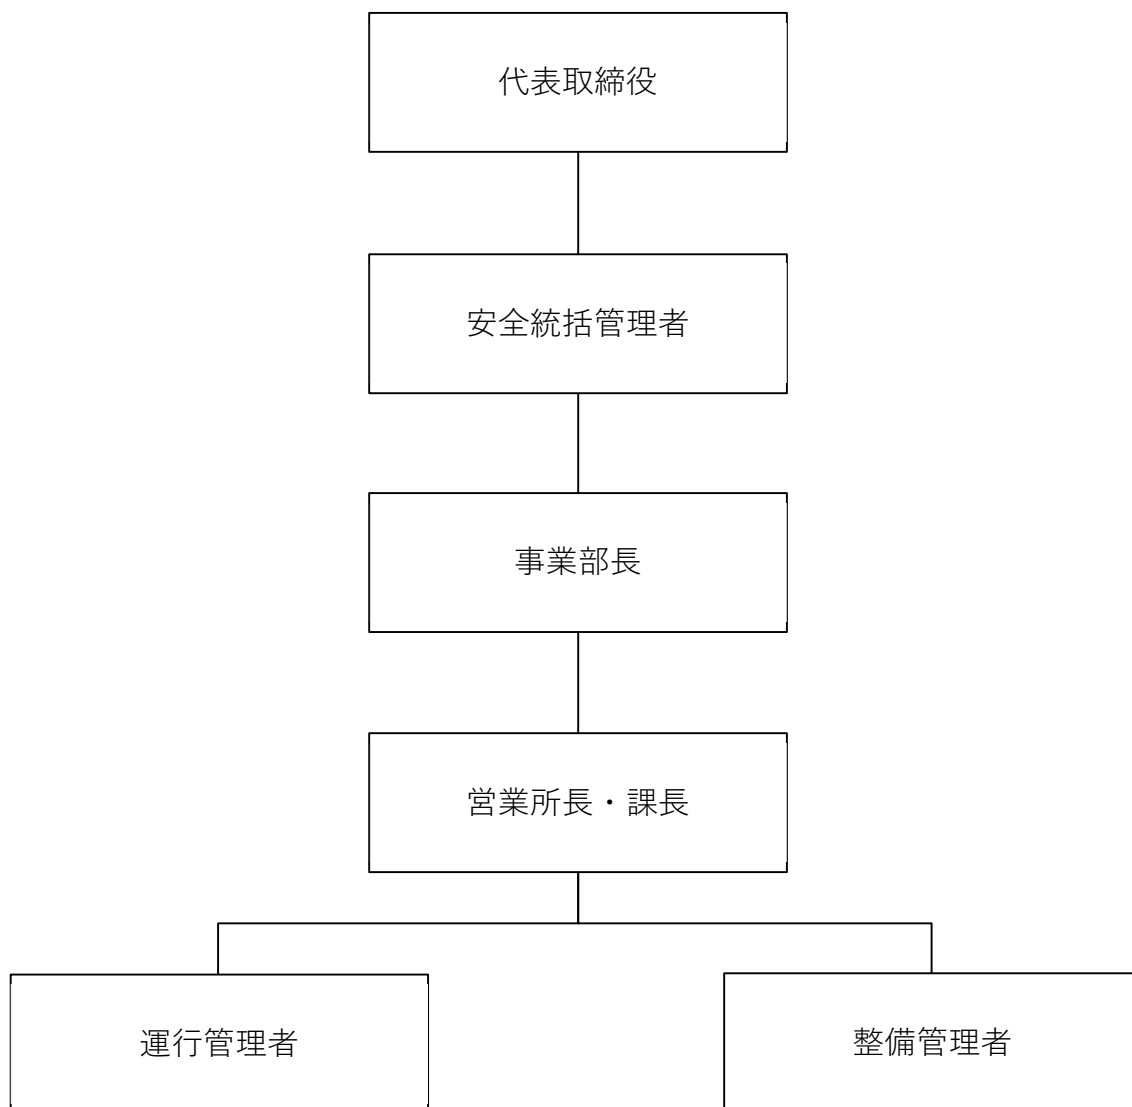 代表取締役
安全統括管理者
事業部長
営業所長・課長
運行管理者
整備管理者